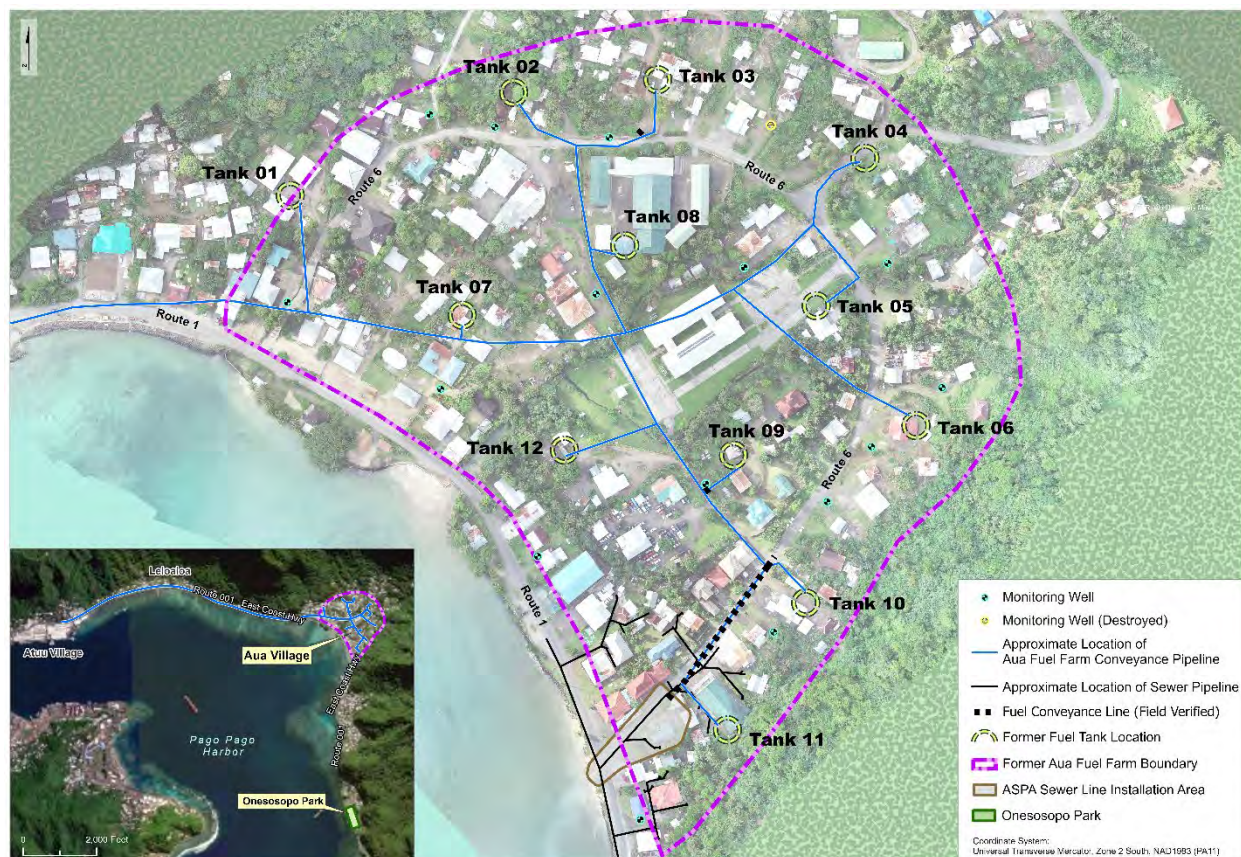 N
Tank 02
Tank 03
Tank 04
Tank 01
Route 6
Route 6
Tank 08
Tank 07
Tank 05
Route 1
Tank 12
Tank 09
Tank 06
Route 6
Route 1
Tank 10
Tank 11
Leloaloa
Route 001
East Coast Hwy
Atuu Village
Aua Village
East Coast Hwy
Route 001
Pago Pago
Harbor
Onesosopo Park
0
2,000 Feet
Monitoring Well
Monitoring Well (Destroyed)
Approximate Location of
Aua Fuel Farm Conveyance Pipeline
Approximate Location of Sewer Pipeline
Fuel Conveyance Line (Field Verified)
Former Fuel Tank Location
Former Aua Fuel Farm Boundary
ASPA Sewer Line Installation Area
Onesosopo Park
Coordinate System:
Universal Transverse Mercator, Zone 2 South, NAD1983 (PA11)